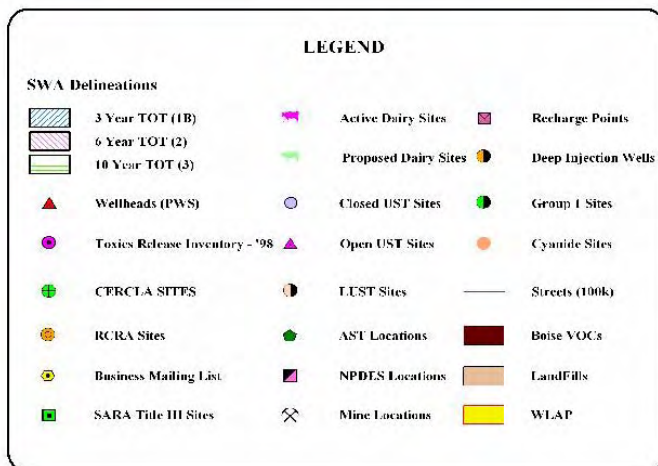 LEGEND
SWA Delineations
3 Year TOT (1B)
6 Year TOT (2)
10 Year TOT (3)
Wellheads (PWS)
Toxics Release Inventory - '98
CERCLA SITES
RCRA Sites
Business Mailing List
SARA Title III Sites
Active Dairy Sites
Proposed Dairy Sites
Closed UST Sites
Open UST Sites
LUST Sites
AST Locations
NPDES Locations
Mine Locations
Recharge Points
Deep Injection Wells
Group 1 Sites
Cyanide Sites
Streets (100k)
Boise VOCs
LandFills
WLAP